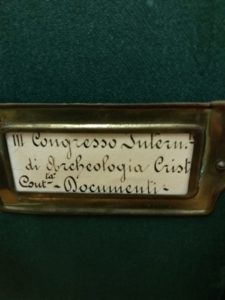 III Congresso Intern.le
di Archeologia Crist
Cont.ta - Documenti -